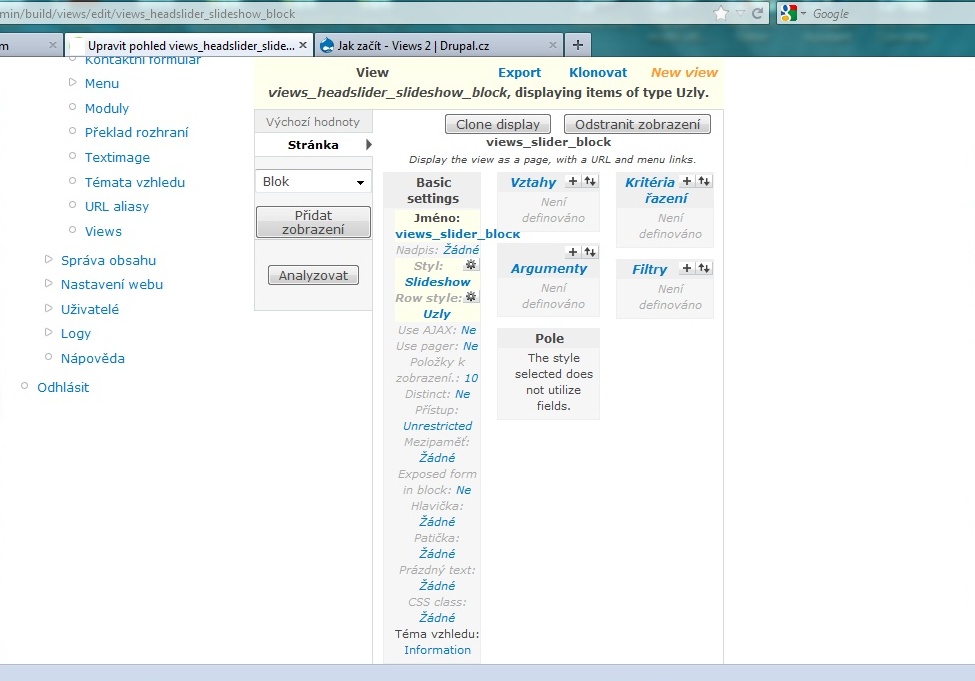 min/build/views/edit/views_headslider_slideshow_block
Google
m
Upravit pohled views_headslider_slide...
Jak začít - Views 2 | Drupal.cz
Kontaktní formulář
Menu
Moduly
Překlad rozhraní
Textimage
Témata vzhledu
URL aliasy
Views
Správa obsahu
Nastavení webu
Uživatelé
Logy
Nápověda
Odhlásit
View
Export
Klonovat
New view
views_headslider_slideshow_block, displaying items of type Uzly.
Výchozí hodnoty
Stránka
Blok
Přidat
zobrazení
Analyzovat
Clone display
Odstranit zobrazení
views_slider_block
Display the view as a page, with a URL and menu links.
Basic
settings
Jméno:
views_slider_block
Nadpis: Žádné
Styl:
Slideshow
Row style:
Uzly
Use AJAX: Ne
Use pager: Ne
Položky k
zobrazení.: 10
Distinct: Ne
Přístup:
Unrestricted
Mezipaměť:
Žádné
Exposed form
in block: Ne
Hlavička:
Žádné
Patička:
Žádné
Prázdný text:
Žádné
CSS class:
Žádné
Téma vzhledu:
Information
Vztahy
Není
definováno
Argumenty
Není
definováno
Pole
The style
selected does
not utilize
fields.
Kritéria
řazení
Není
definováno
Filtry
Není
definováno